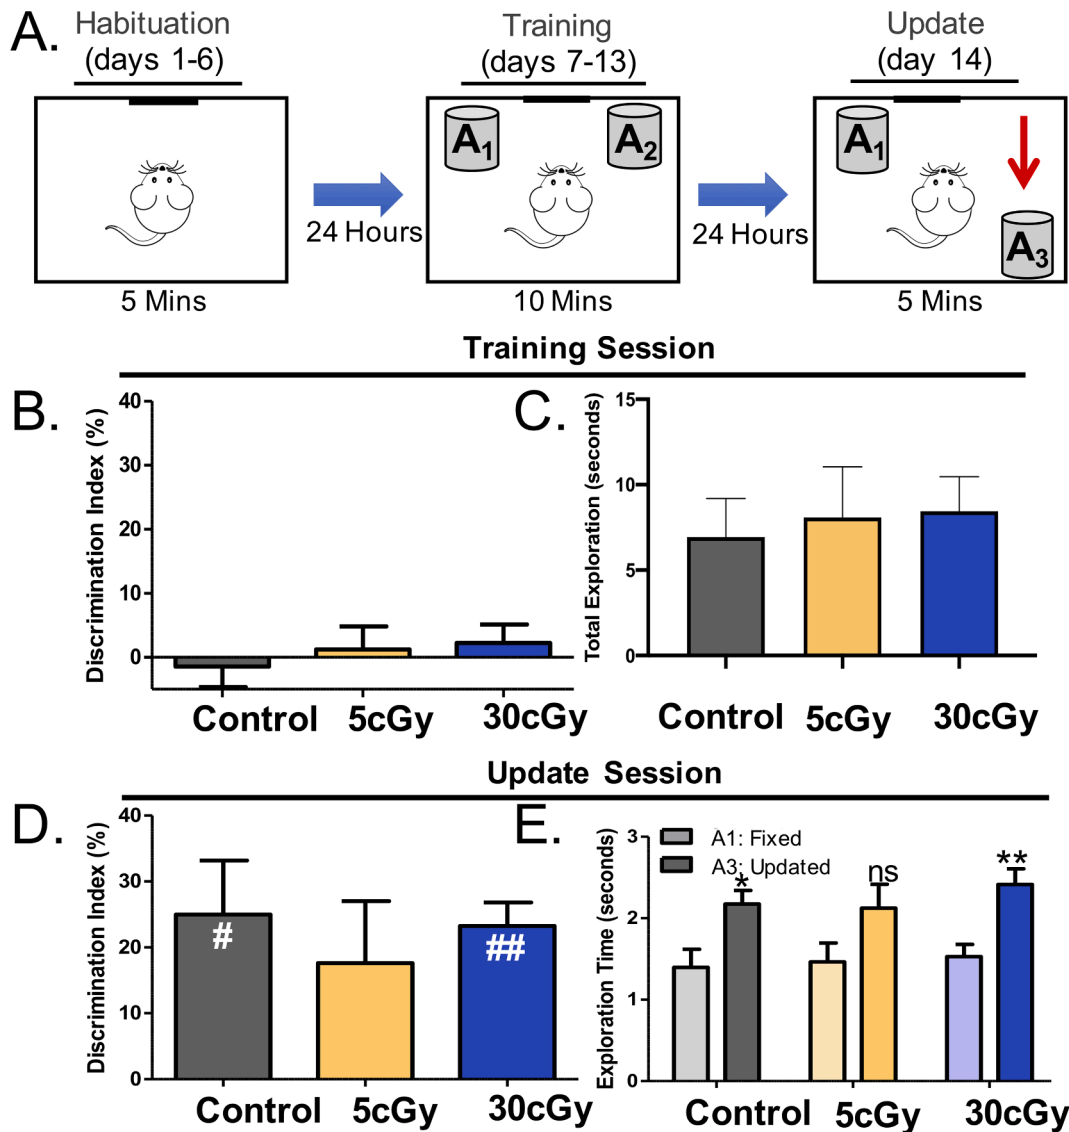 A.
Habituation
(days 1-6)
Training
(days 7-13)
Update
(day 14)
A1
A2
A1
A3
24 Hours
24 Hours
5 Mins
10 Mins
5 Mins
Training Session
B.
Discrimination Index (%)
40
30
20
10
0
Control 5cGy 30cGy
C.
Total Exploration (seconds)
15
10
5
0
Control 5cGy 30cGy
Update Session
D.
Discrimination Index (%)
40
30
20
10
0
#
##
Control 5cGy 30cGy
E.
Exploration Time (seconds)
3
2
1
0
A1: Fixed
A3: Updated
*
ns
**
Control 5cGy 30cGy